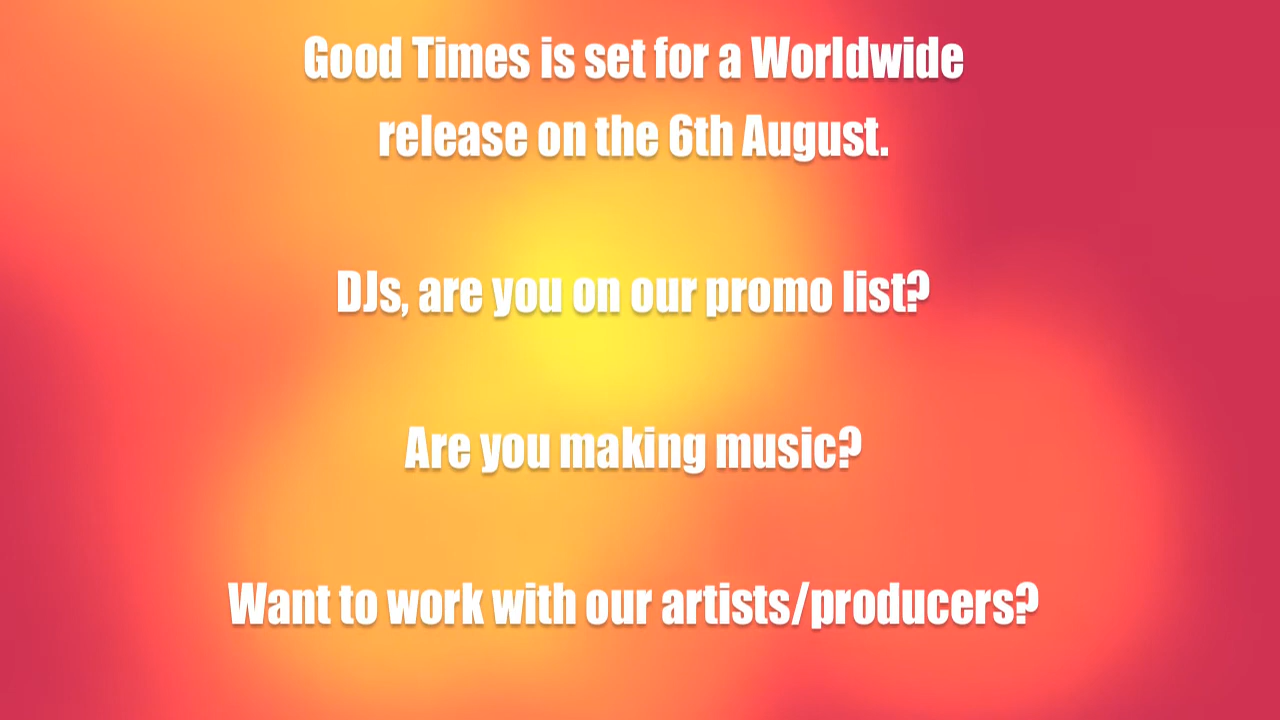 Good Times is set for a Worldwide
release on the 6th August.
DJs, are you on our promo list?
Are you making music?
Want to work with our artists/producers?